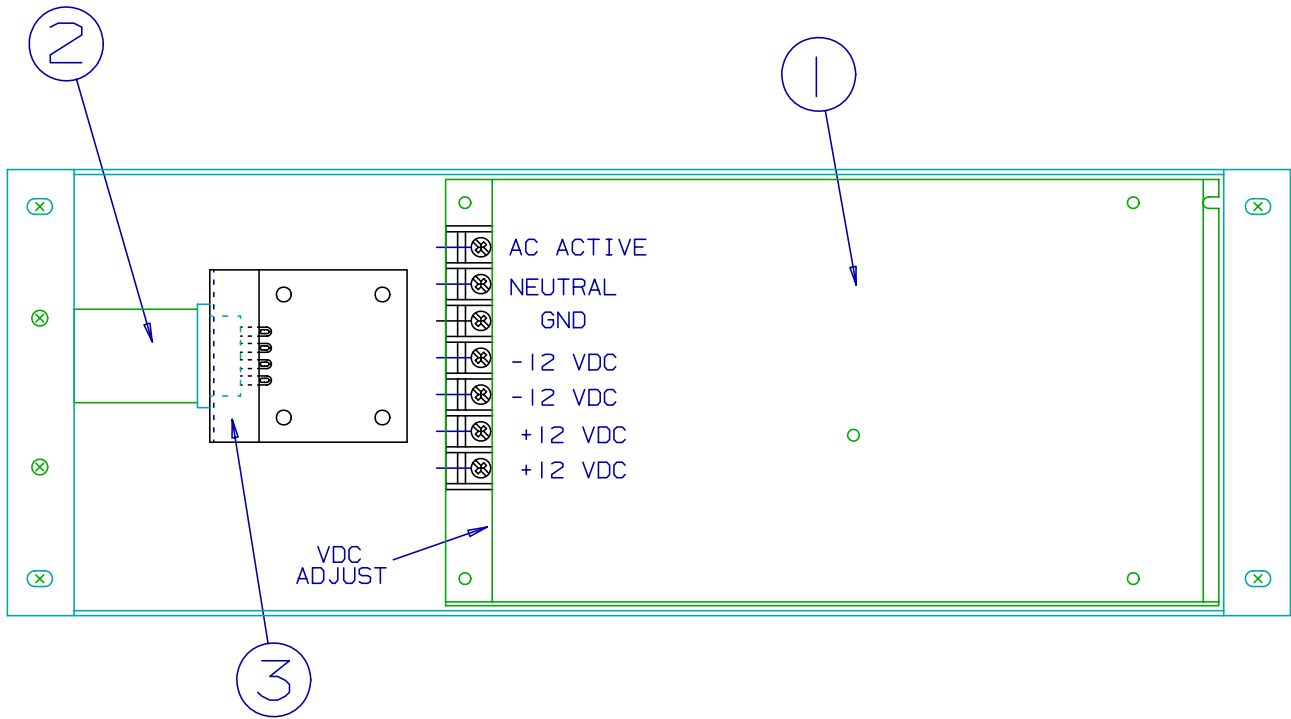 2
1
AC ACTIVE
NEUTRAL
GND
-12 VDC
-12 VDC
+12 VDC
+12 VDC
VDC
ADJUST
3